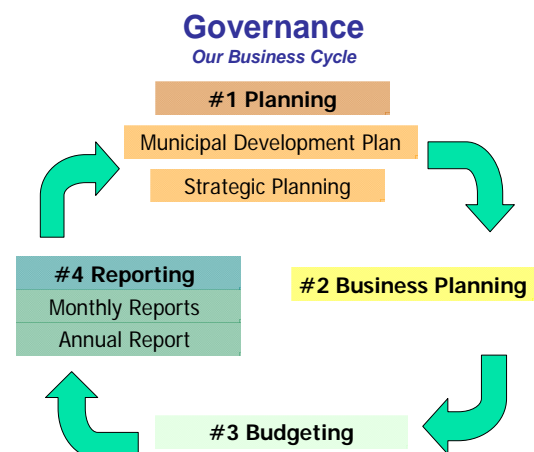 Governance
Our Business Cycle
#1 Planning
Municipal Development Plan
Strategic Planning
#2 Business Planning
#3 Budgeting
#4 Reporting
Monthly Reports
Annual Report